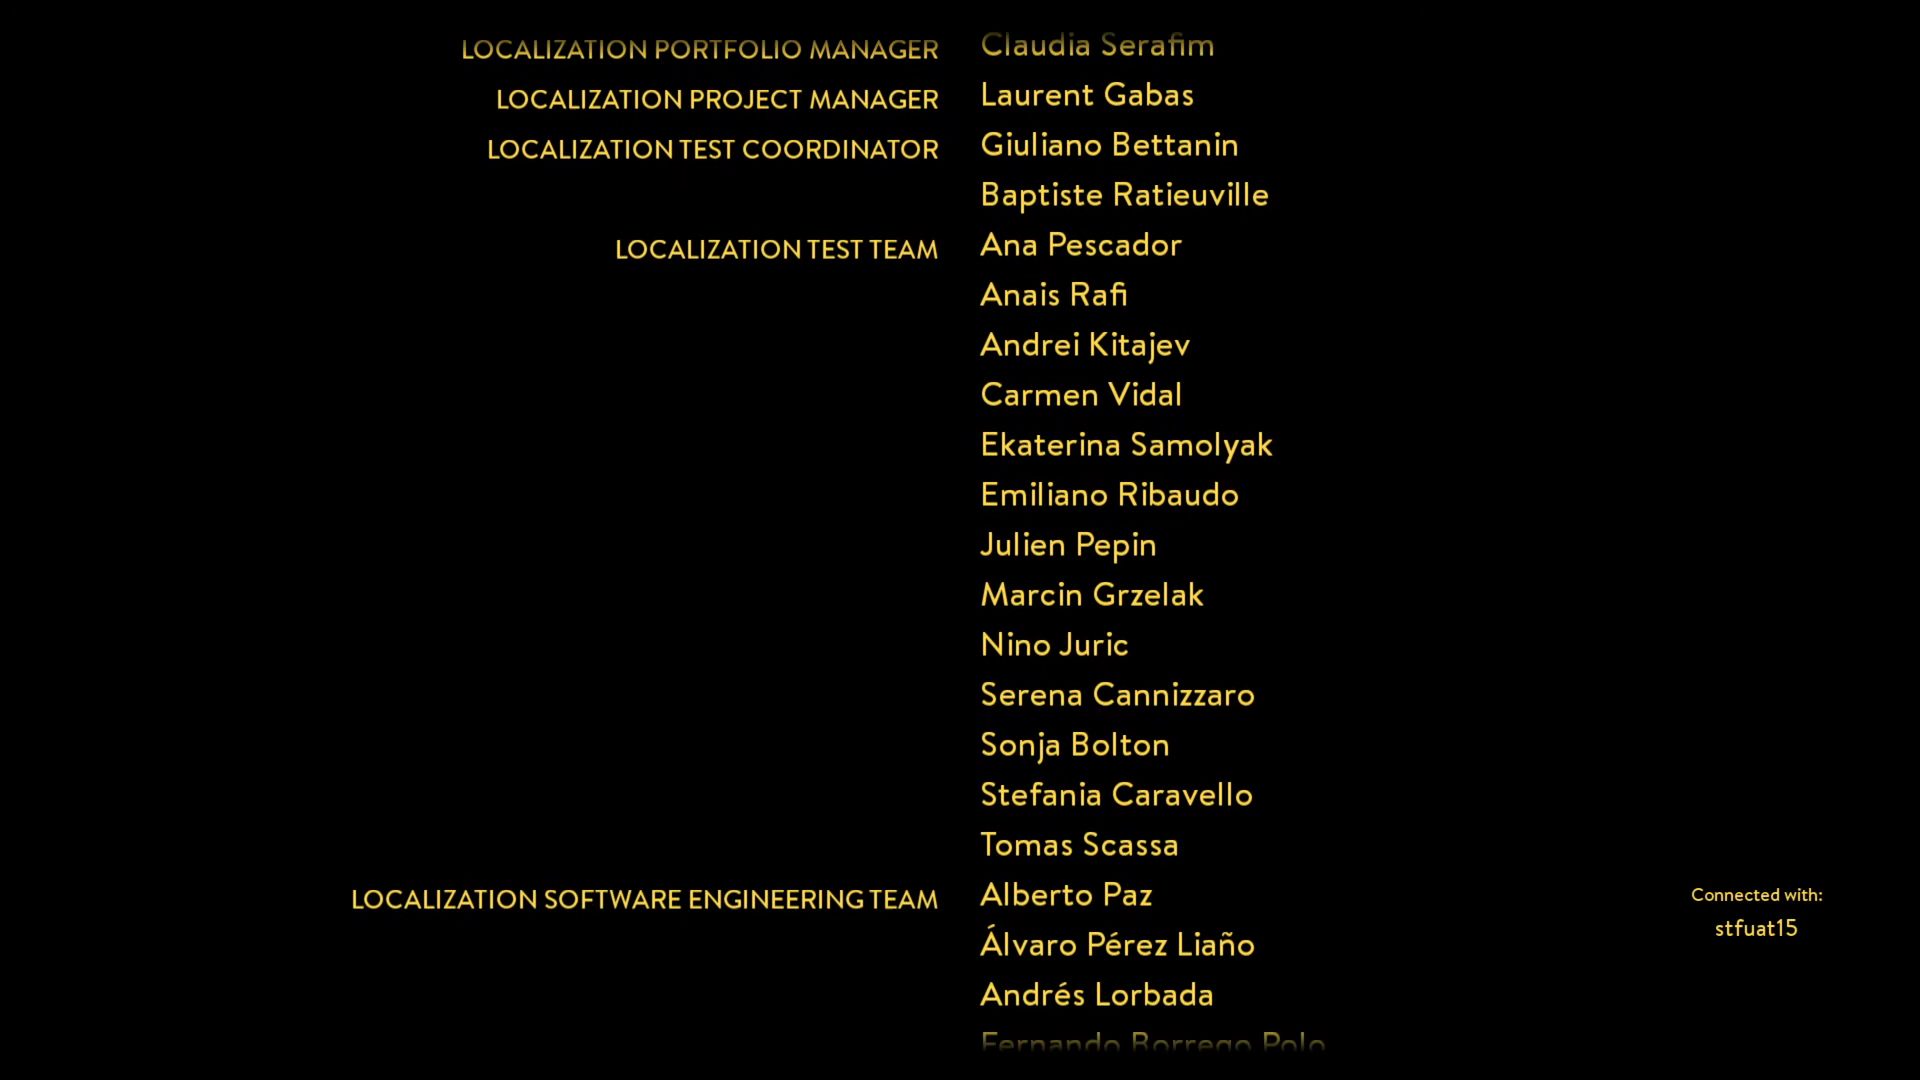 LOCALIZATION PORTFOLIO MANAGER Claudia Serafim
LOCALIZATION PROJECT MANAGER Laurent Gabas
LOCALIZATION TEST COORDINATOR Giuliano Bettanin
Baptiste Ratieuville
LOCALIZATION TEST TEAM Ana Pescador
Anais Rafi
Andrei Kitajev
Carmen Vidal
Ekaterina Samolyak
Emiliano Ribaudo
Julien Pepin
Marcin Grzelak
Nino Juric
Serena Cannizzaro
Sonja Bolton
Stefania Caravello
Tomas Scassa
LOCALIZATION SOFTWARE ENGINEERING TEAM Alberto Paz
Álvaro Pérez Liaño
Andrés Lorbada
Fernando Borrego Polo
Connected with:
stfuat15